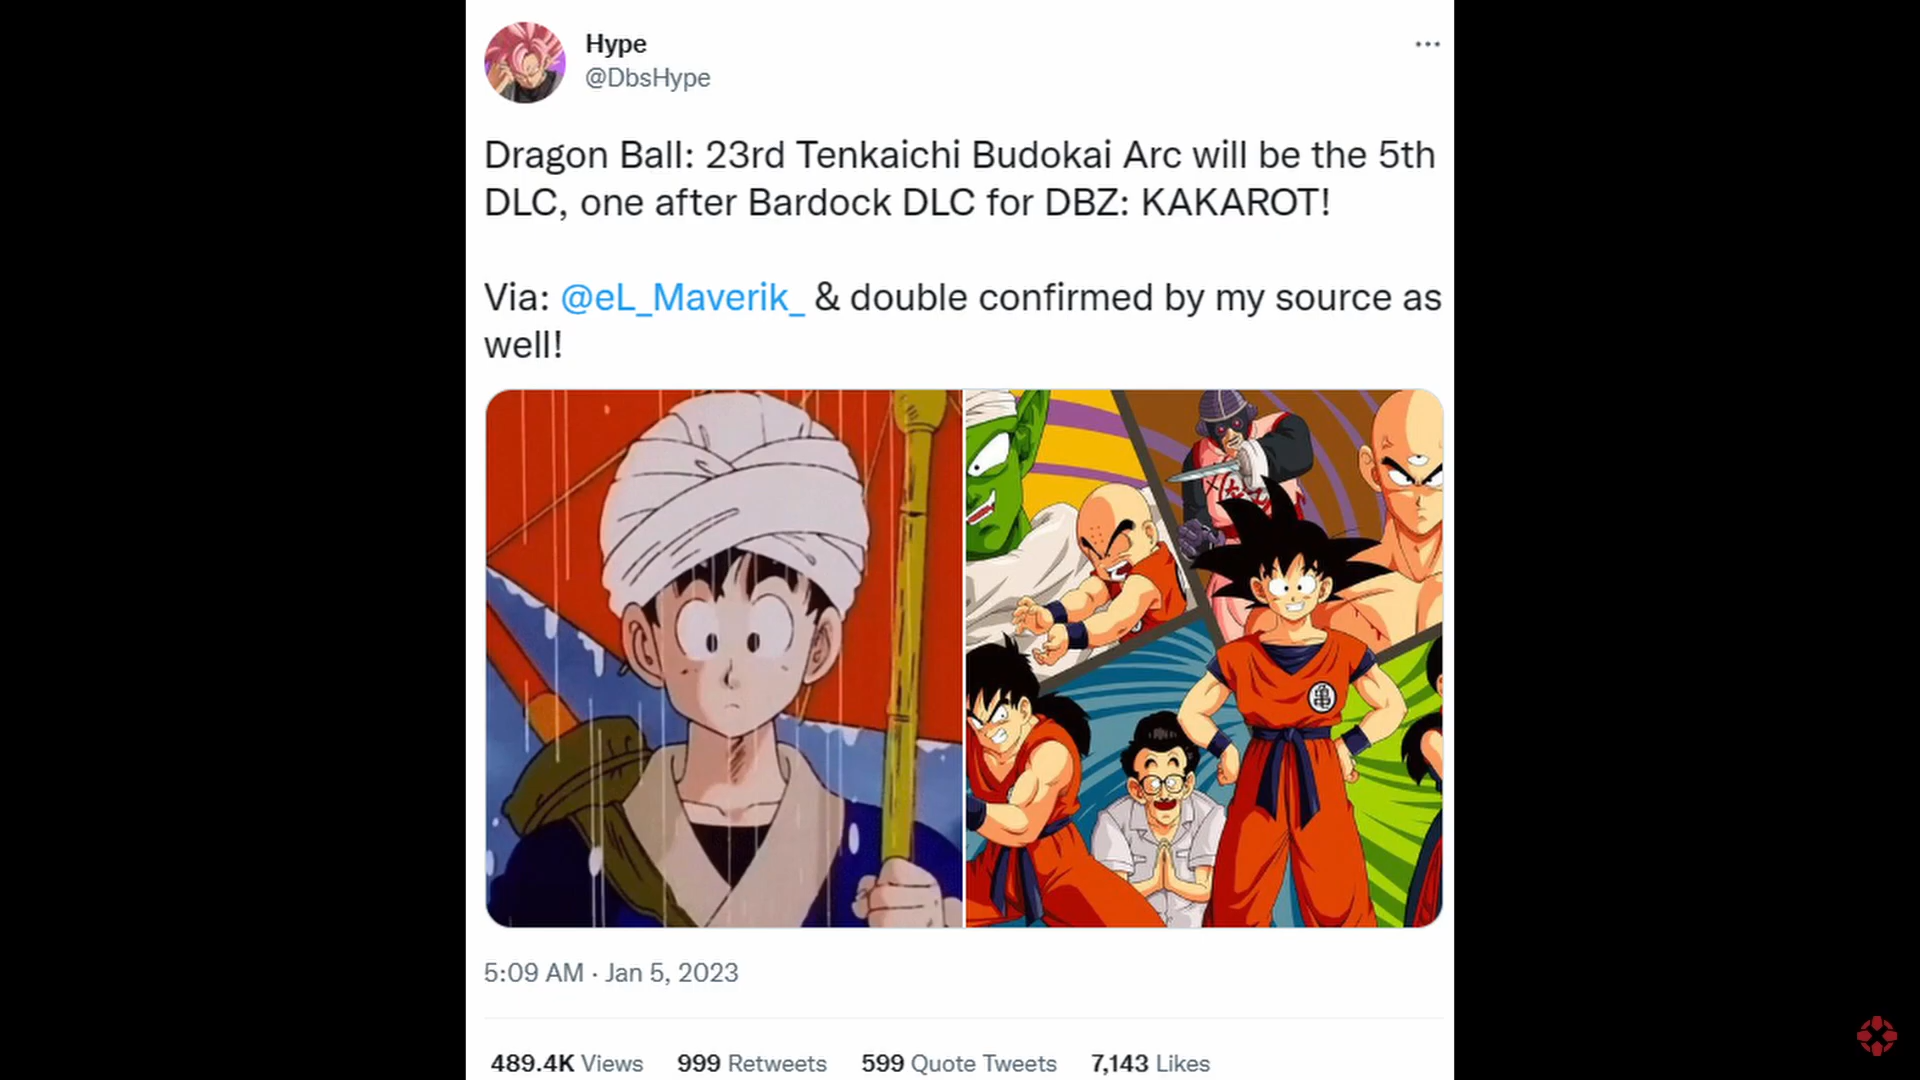 Hype
@DbsHype
Dragon Ball: 23rd Tenkaichi Budokai Arc will be the 5th
DLC, one after Bardock DLC for DBZ: KAKAROT!
Via: @eL_Maverik_ & double confirmed by my source as
well!
亀
5:09 AM · Jan 5, 2023
489.4K Views 999 Retweets 599 Quote Tweets 7,143 Likes